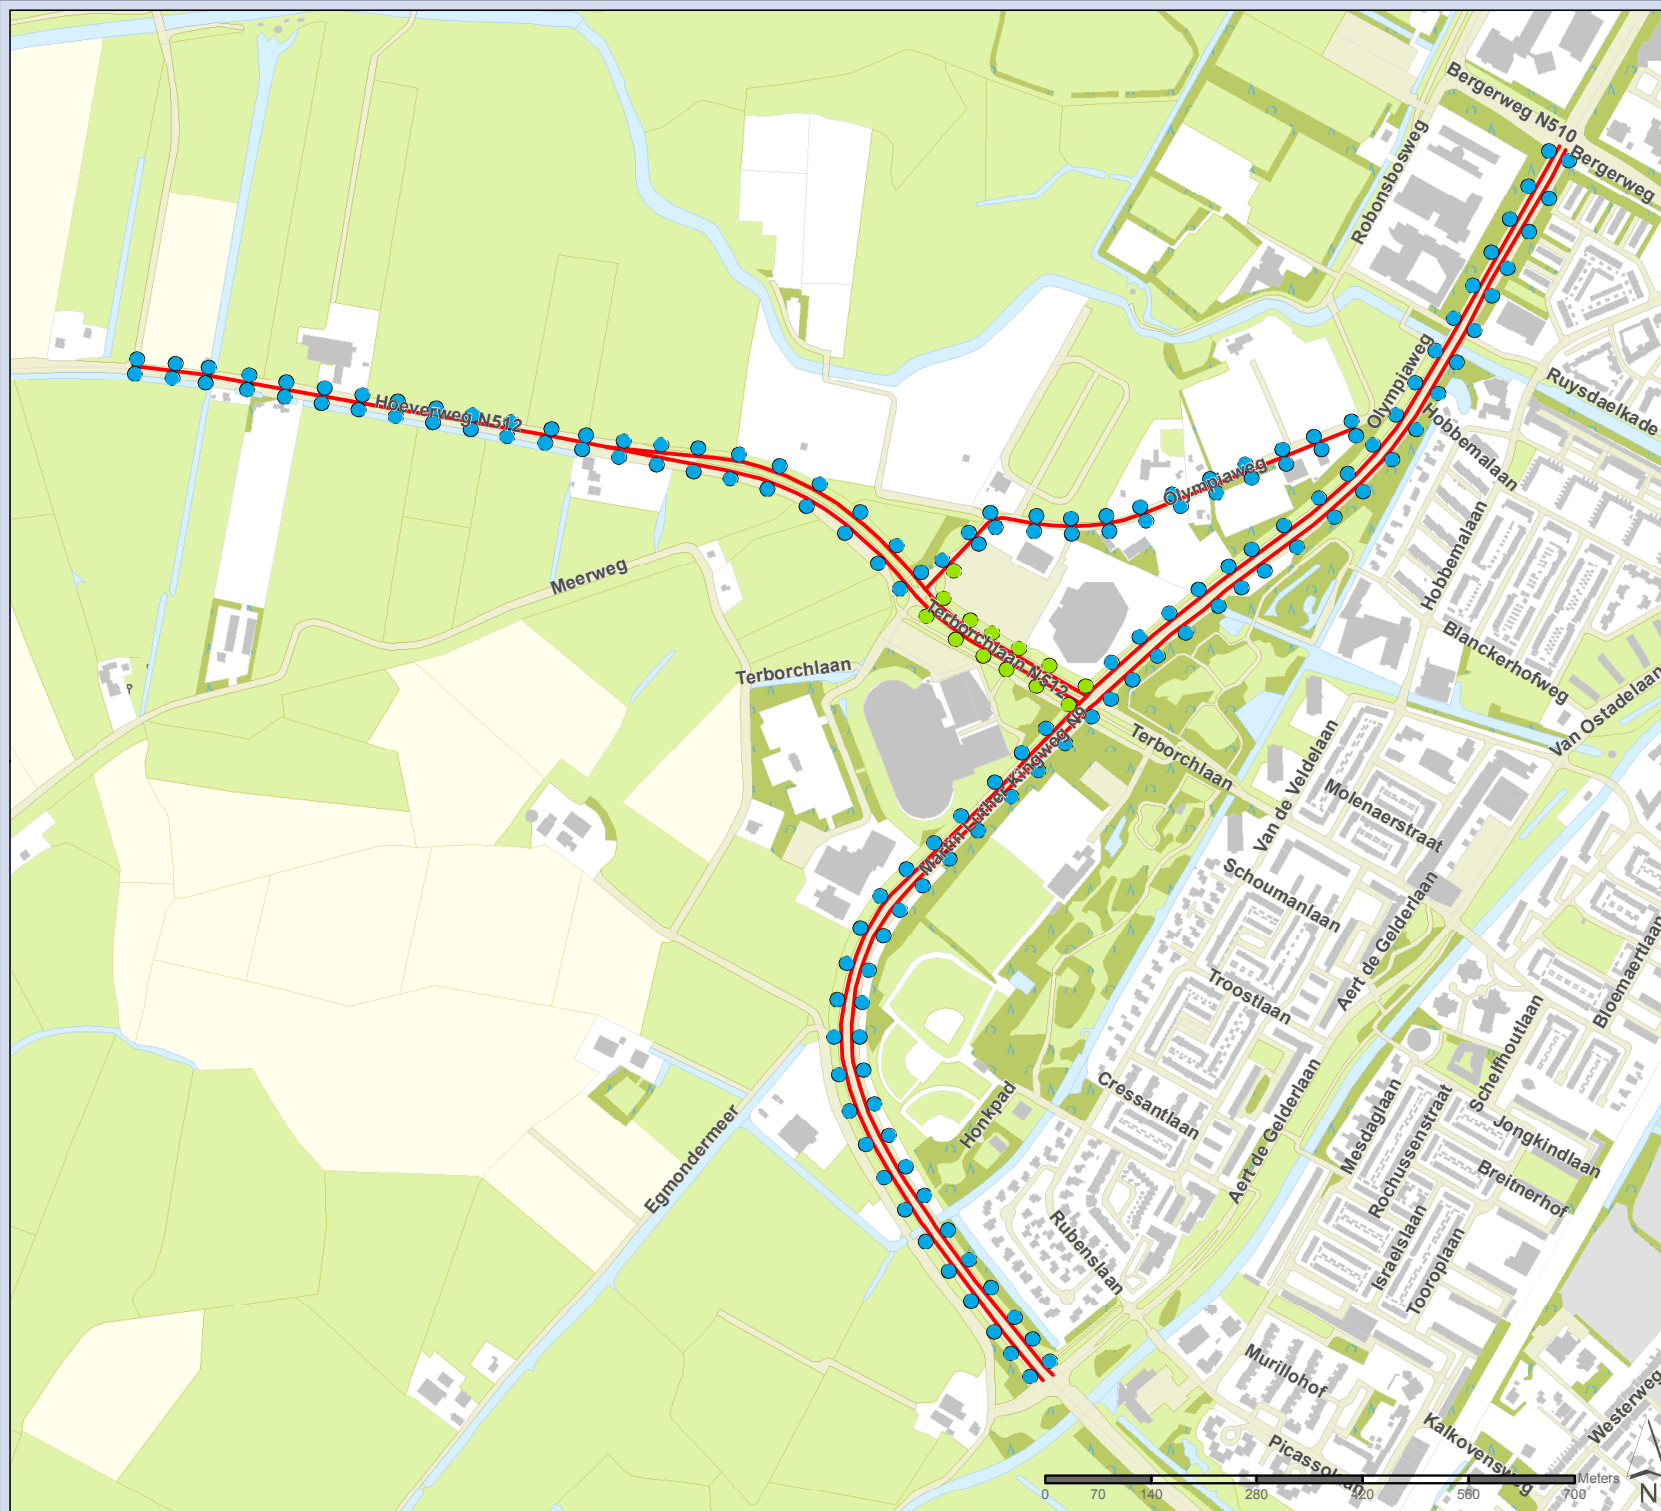 Bergerweg N510
Bergerweg
Robonsbosweg
Olympiaweg
Ruysdaelkade
Hobbemalaan
Hoeverweg N512
Olympiaweg
Hobbemalaan
Meerweg
Terborchlaan N512
Blanckerhofweg
Terborchlaan
Van Ostadelaan
Terborchlaan
Martin Luther Kingweg N9
Van de Veldelaan
Molenaerstraat
Schoumanlaan
Aert de Gelderlaan
Bloemaertlaan
Troostlaan
Schelfhoutlaan
Honkpad
Cressantlaan
Mesdaglaan
Rochussenstraat
Jongkindlaan
Egmondermeer
Aert de Gelderlaan
Breitnerhof
Rubenslaan
Israelslaan
Tooroplaan
Murillohof
Westerweg
Kalkovensweg
Picassolaan
Meters
0 70 140 280 420 560 700
N